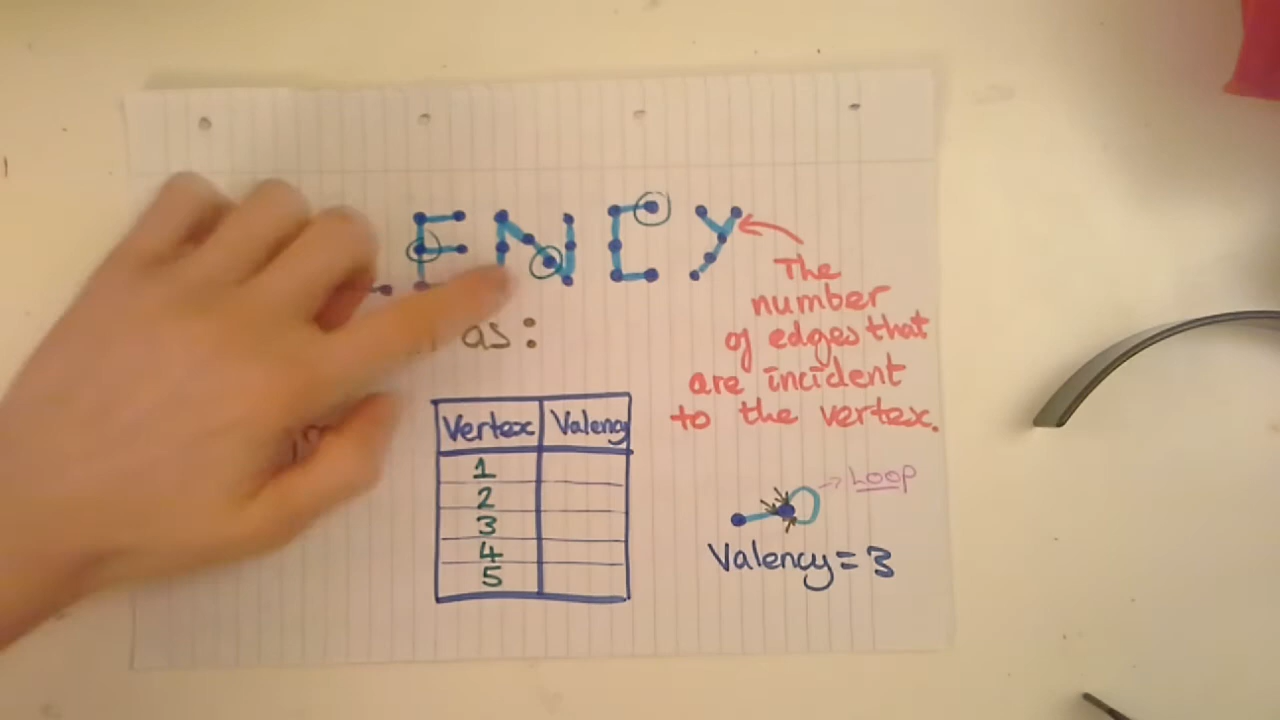 ENCY
as:
The
number
of edges that
are incident
to the vertex.
Vertex Valency
1
2
3
4
5
Loop
Valency = 3